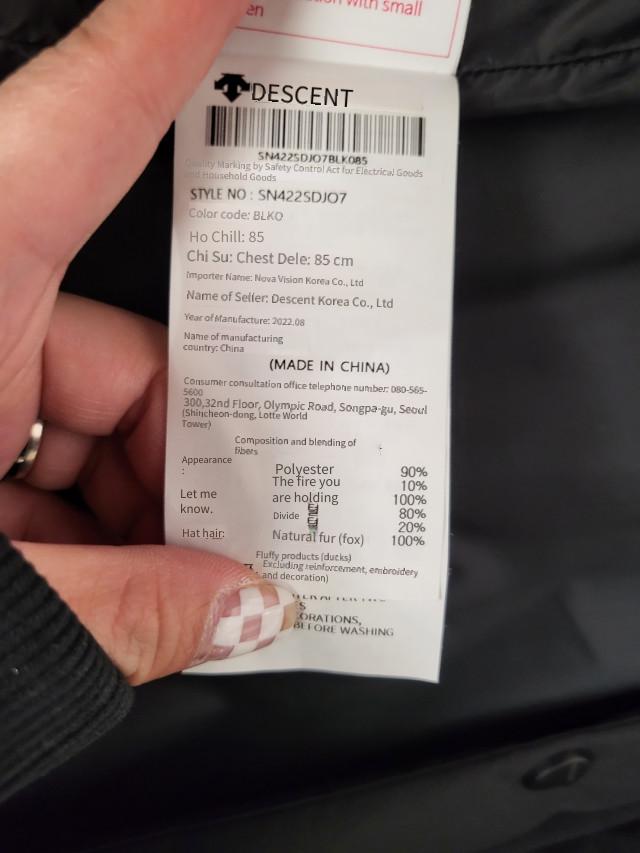 with small
en
DESCENT
SN422SDJO7BLK085
Quality Marking by Safety Control Act for Electrical Goods
and Household Goods
STYLE NO : SN422SDJO7
Color code: BLKO
Ho Chill: 85
Chi Su: Chest Dele: 85 cm
Importer Name: Nova Vision Korea Co., Ltd
Name of Seller: Descent Korea Co., Ltd
Year of Manufacture: 2022.08
Name of manufacturing
country: China
(MADE IN CHINA)
Consumer consultation office telephone number: 080-565-
5600
300,32nd Floor, Olympic Road, Songpa-gu, Seoul
(Shincheon-dong, Lotte World
Tower)
Composition and blending of
fibers
Appearance
:
Polyester 90%
The fire you 10%
Let me are holding 100%
know. Divide 80%
20%
Hat hair: Natural fur (fox) 100%
Fluffy products (ducks)
Excluding reinforcement, embroidery
and decoration)
ES
CORATIONS,
BEFORE WASHING